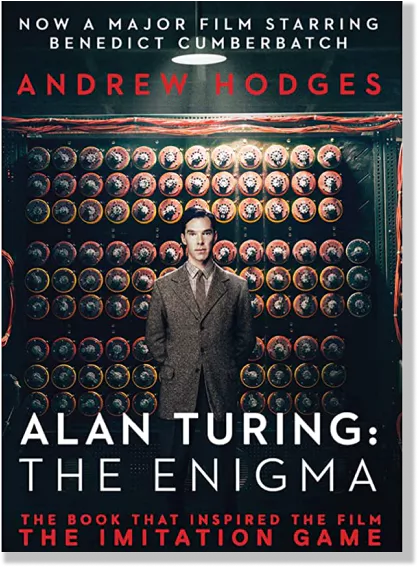 NOW A MAJOR FILM STARRING
BENEDICT CUMBERBATCH
ANDREW HODGES
ALAN TURING:
THE ENIGMA
THE BOOK THAT INSPIRED THE FILM
THE IMITATION GAME